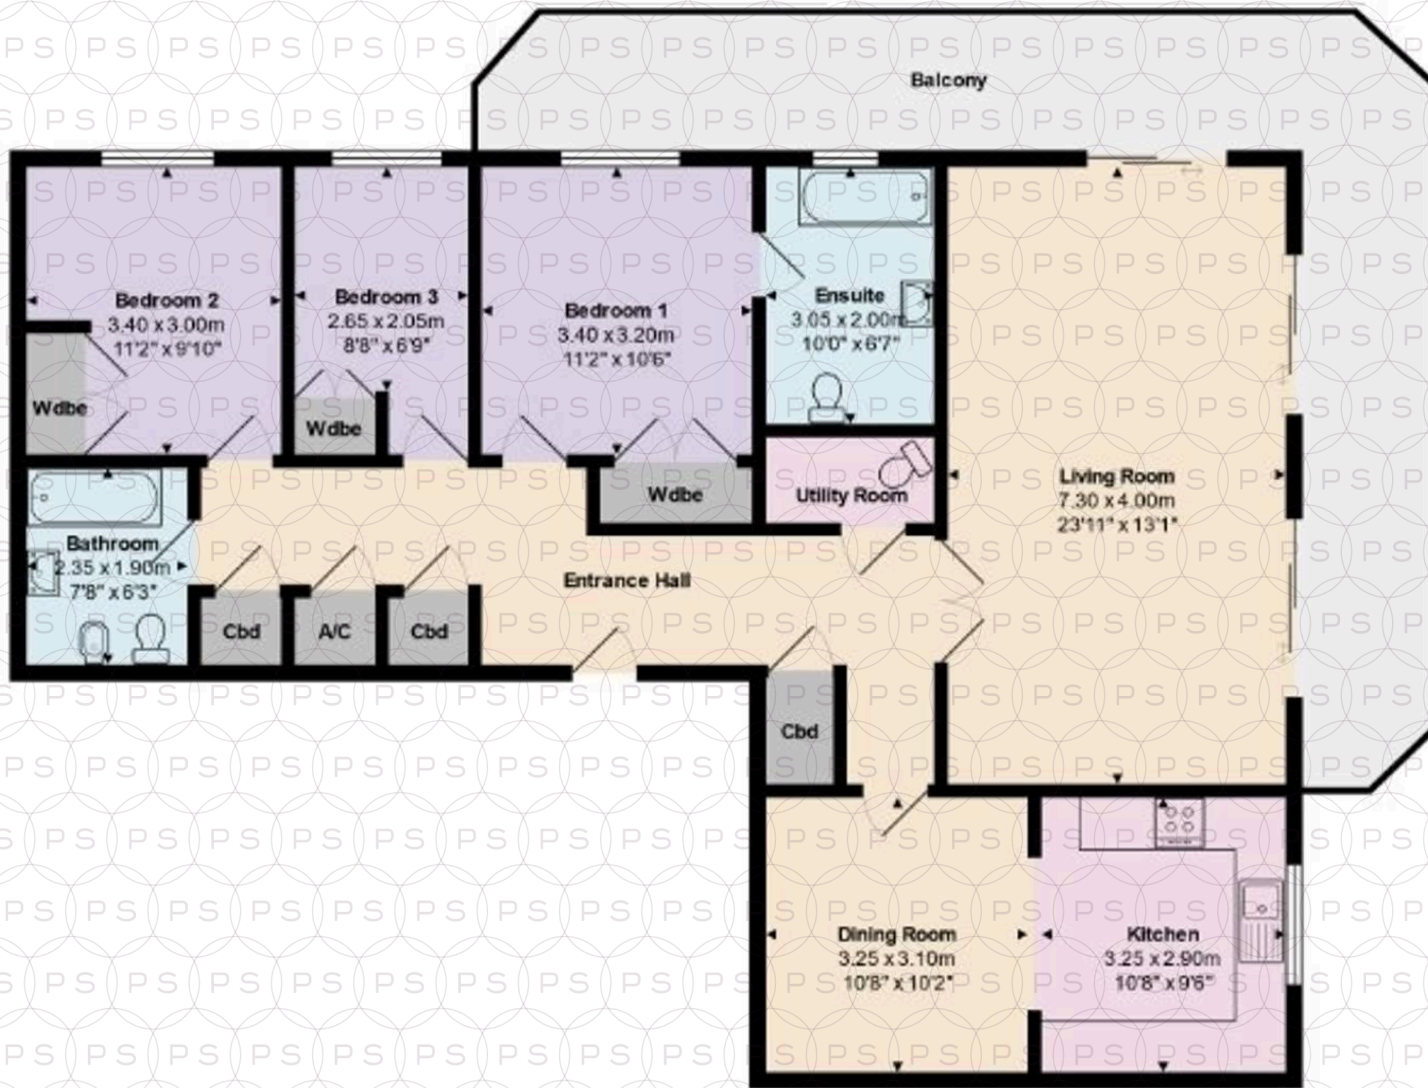 Balcony
Bedroom 2
3.40 x 3.00m
11'2" x 9'10"
Wdbe
Bedroom 3
2.65 x 2.05m
8'8" x 6'9"
Wdbe
Bedroom 1
3.40 x 3.20m
11'2" x 10'6"
Wdbe
Ensuite
3.05 x 2.00m
10'0" x 6'7"
Utility Room
Living Room
7.30 x 4.00m
23'11" x 13'1"
Bathroom
2.35 x 1.90m
7'8" x 6'3"
Entrance Hall
Cbd
A/C
Cbd
Cbd
Dining Room
3.25 x 3.10m
10'8" x 10'2"
Kitchen
3.25 x 2.90m
10'8" x 9'6"
PS